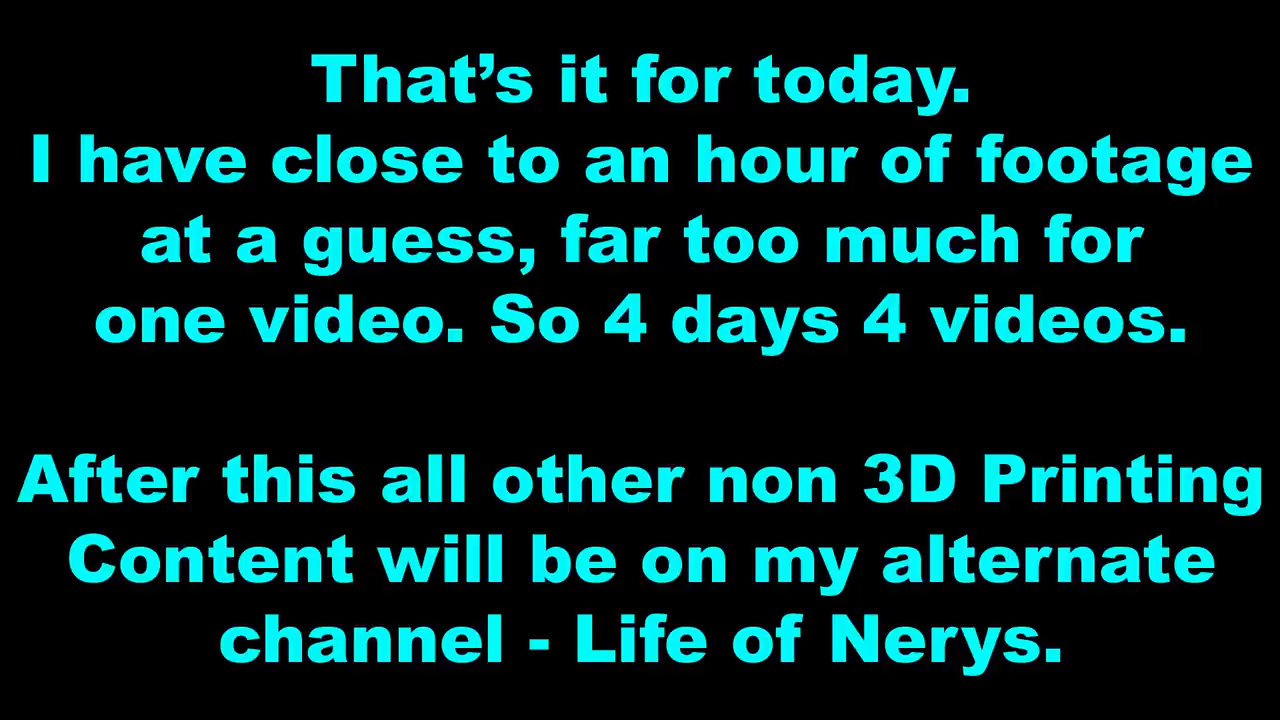 That’s it for today.
I have close to an hour of footage
at a guess, far too much for
one video. So 4 days 4 videos.
After this all other non 3D Printing
Content will be on my alternate
channel - Life of Nerys.